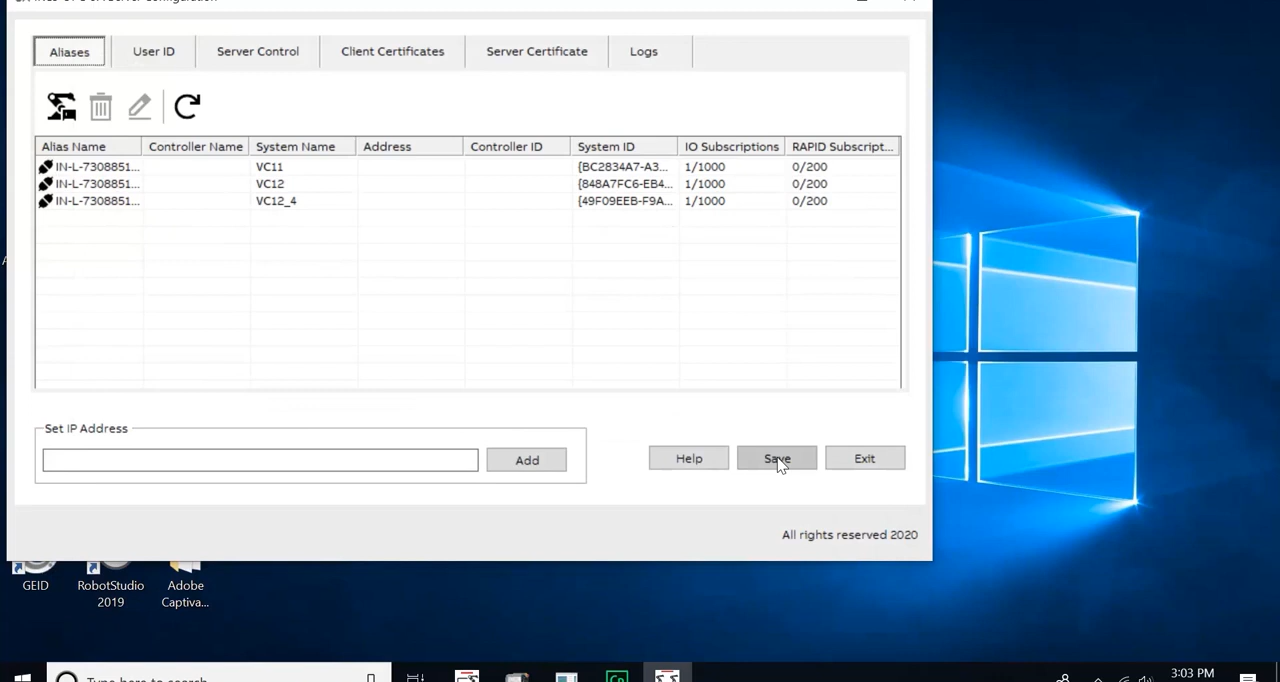 Aliases User ID Server Control Client Certificates Server Certificate Logs
Alias Name Controller Name System Name Address Controller ID System ID IO Subscriptions RAPID Subscript...
IN-L-7308851... VC11 {BC2834A7-A3... 1/1000 0/200
IN-L-7308851... VC12 {848A7FC6-EB4... 1/1000 0/200
IN-L-7308851... VC12_4 {49F09EEB-F9A... 1/1000 0/200
Set IP Address
Add Help Save Exit
All rights reserved 2020
GEID RobotStudio 2019 Adobe Captiva...
Type here to search
3:03 PM